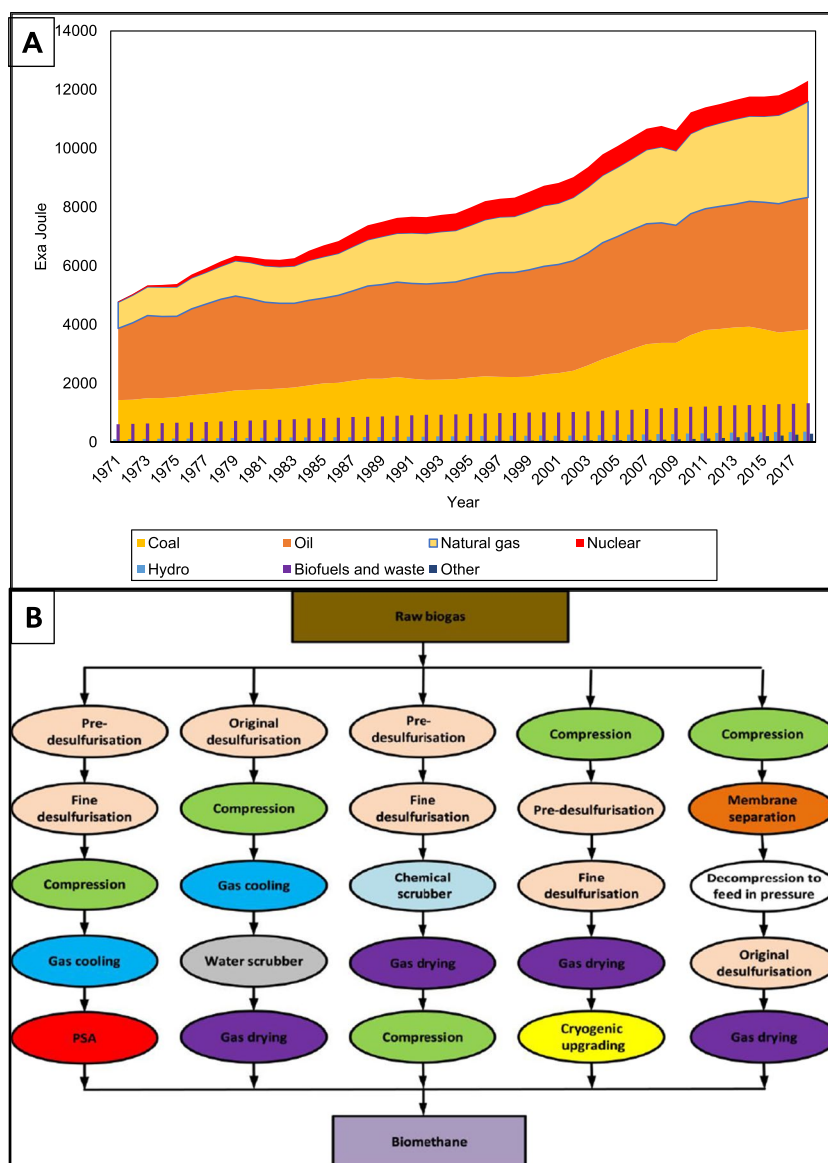 A
14000
12000
10000
8000
6000
4000
2000
0
Exa Joule
1971
1973
1975
1977
1979
1981
1983
1985
1987
1989
1991
1993
1995
1997
1999
2001
2003
2005
2007
2009
2011
2013
2015
2017
Year
Coal
Oil
Natural gas
Nuclear
Hydro
Biofuels and waste
Other
B
Raw biogas
Pre-
desulfurisation
Fine
desulfurisation
Compression
Gas cooling
PSA
Original
desulfurisation
Compression
Gas cooling
Water scrubber
Gas drying
Pre-
desulfurisation
Fine
desulfurisation
Chemical
scrubber
Gas drying
Compression
Compression
Pre-desulfurisation
Fine
desulfurisation
Gas drying
Cryogenic
upgrading
Compression
Membrane
separation
Decompression to
feed in pressure
Original
desulfurisation
Gas drying
Biomethane